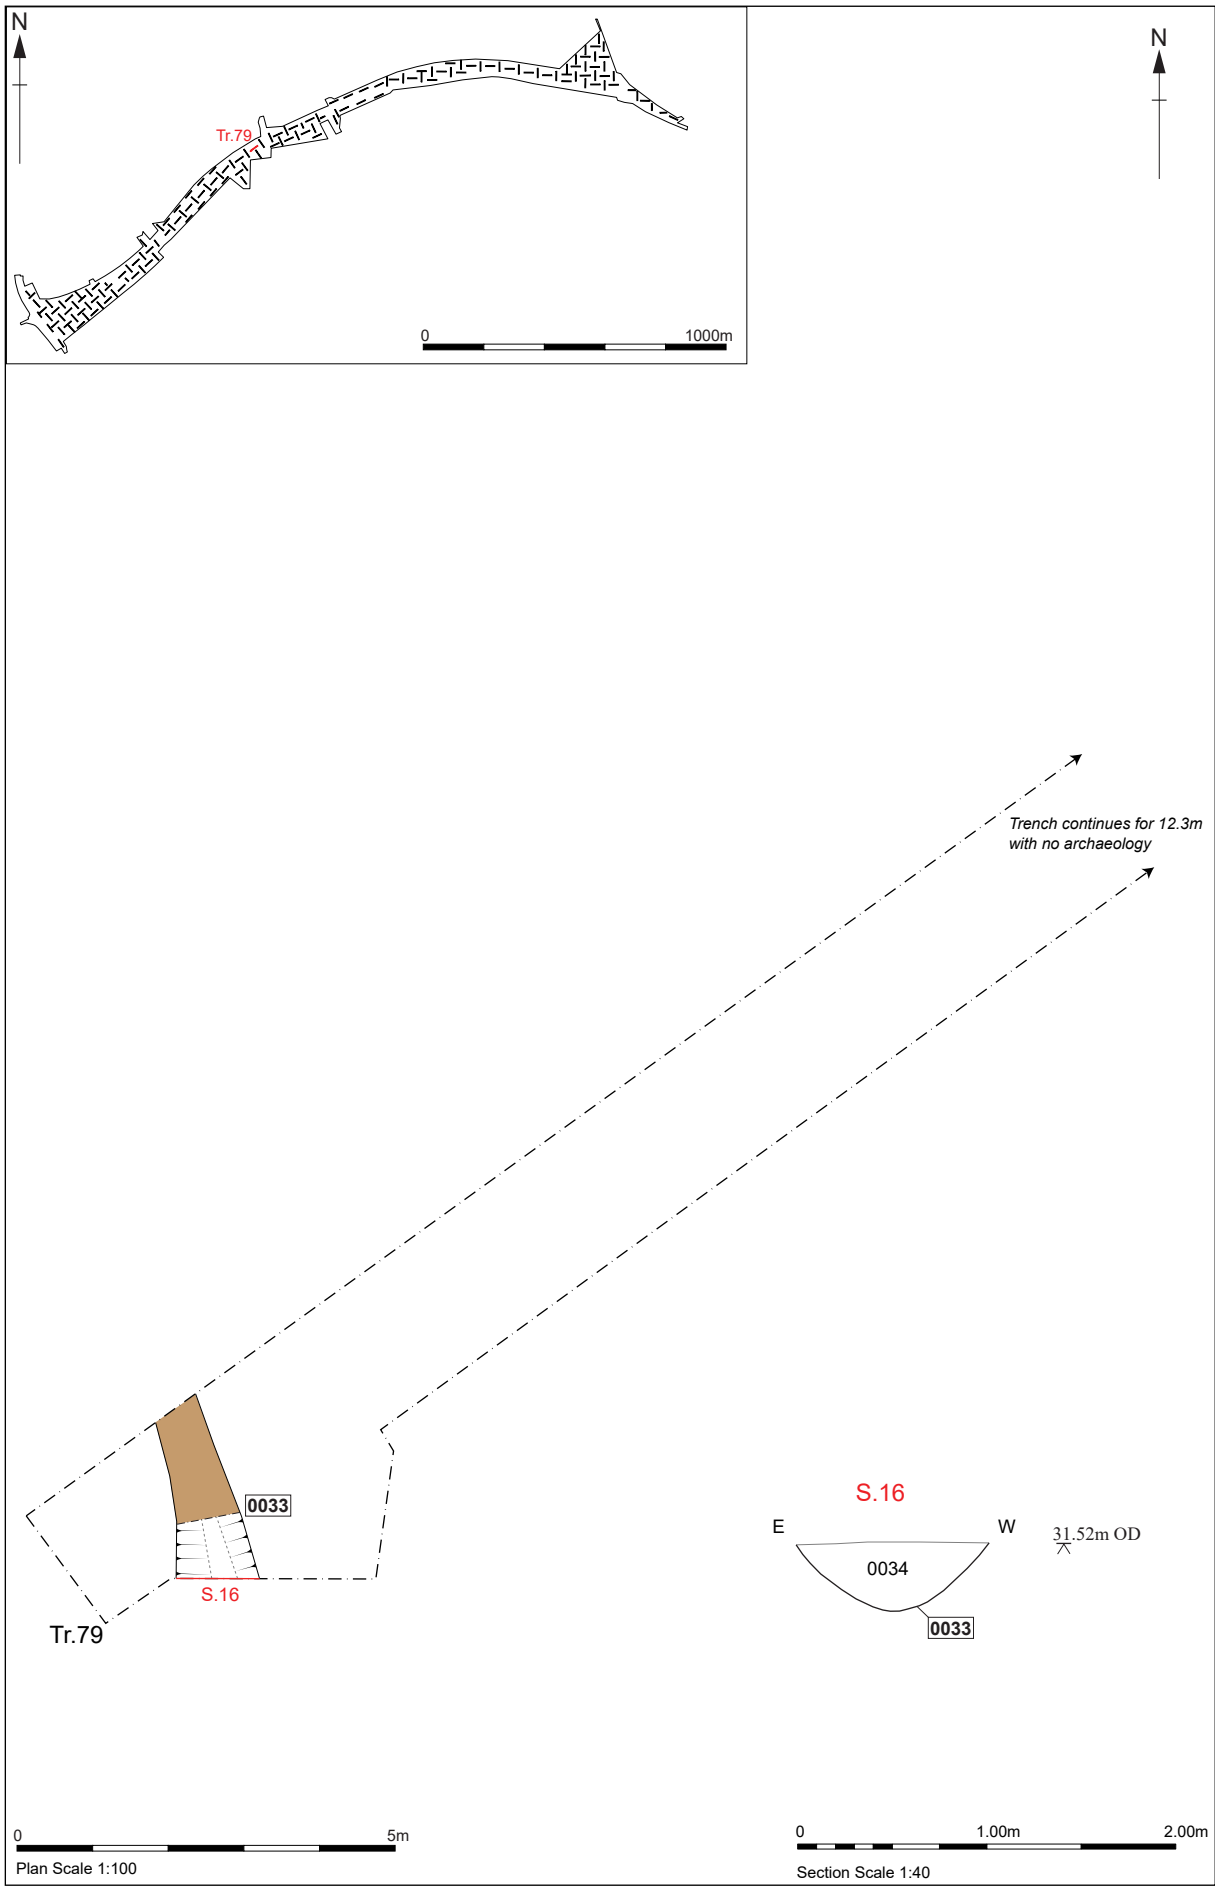 N
N
Tr.79
0
1000m
Trench continues for 12.3m
with no archaeology
0033
S.16
Tr.79
S.16
E
W
31.52m OD
0034
0033
0
5m
Plan Scale 1:100
0
1.00m
2.00m
Section Scale 1:40